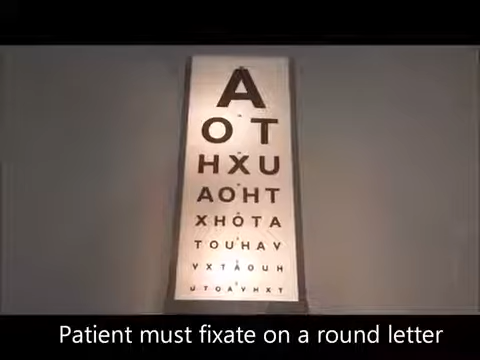 A
O T
H X U
A O H T
X H O T A
T O U H A V
V X T A O U H
U T O A V H X T
Patient must fixate on a round letter